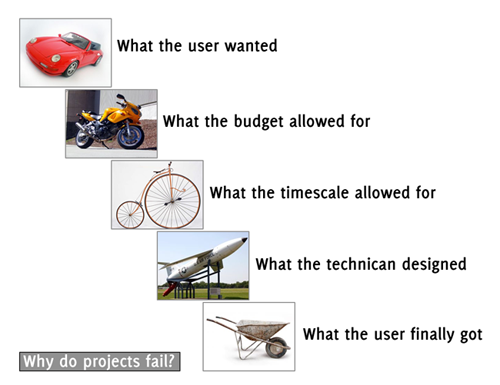 What the user wanted
What the budget allowed for
What the timescale allowed for
What the technican designed
What the user finally got
Why do projects fail?